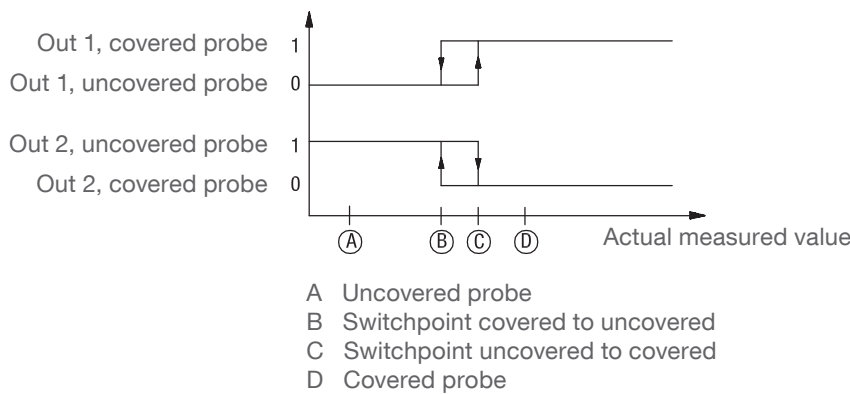 Out 1, covered probe 1
Out 1, uncovered probe 0
Out 2, uncovered probe 1
Out 2, covered probe 0
A B C D Actual measured value
A Uncovered probe
B Switchpoint covered to uncovered
C Switchpoint uncovered to covered
D Covered probe